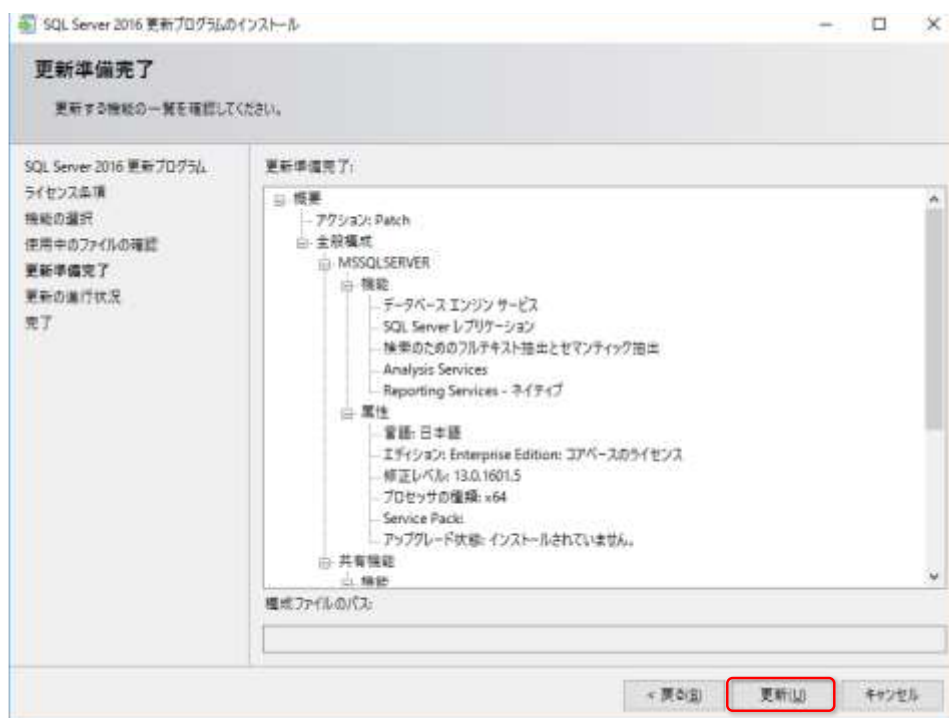 SQL Server 2016 更新プログラムのインストール
更新準備完了
更新する機能の一覧を確認してください。
SQL Server 2016 更新プログラム
ライセンス条項
機能の選択
使用中のファイルの確認
更新準備完了
更新の進行状況
完了
更新準備完了:
概要
アクション: Patch
全般構成
MSSQLSERVER
機能
データベース エンジン サービス
SQL Server レプリケーション
検索のためのフルテキスト抽出とセマンティック抽出
Analysis Services
Reporting Services - ネイティブ
属性
言語: 日本語
エディション: Enterprise Edition: コアベースのライセンス
修正レベル: 13.0.1601.5
プロセッサの種類: x64
Service Pack:
アップグレード状態: インストールされていません。
共有機能
機能
構成ファイルのパス:
< 戻る(B) 更新(U) キャンセル